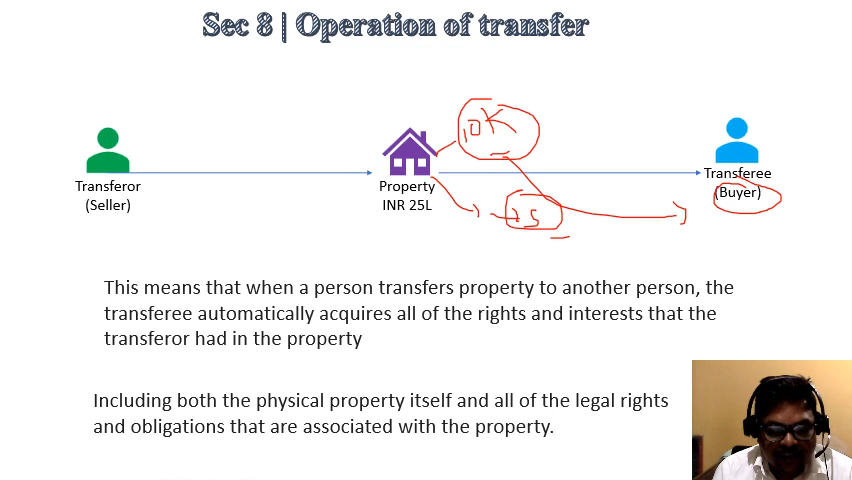 Sec 8 | Operation of transfer
10K
Transferor
(Seller)
Property
INR 25L
Transferee
(Buyer)
This means that when a person transfers property to another person, the
transferee automatically acquires all of the rights and interests that the
transferor had in the property
Including both the physical property itself and all of the legal rights
and obligations that are associated with the property.